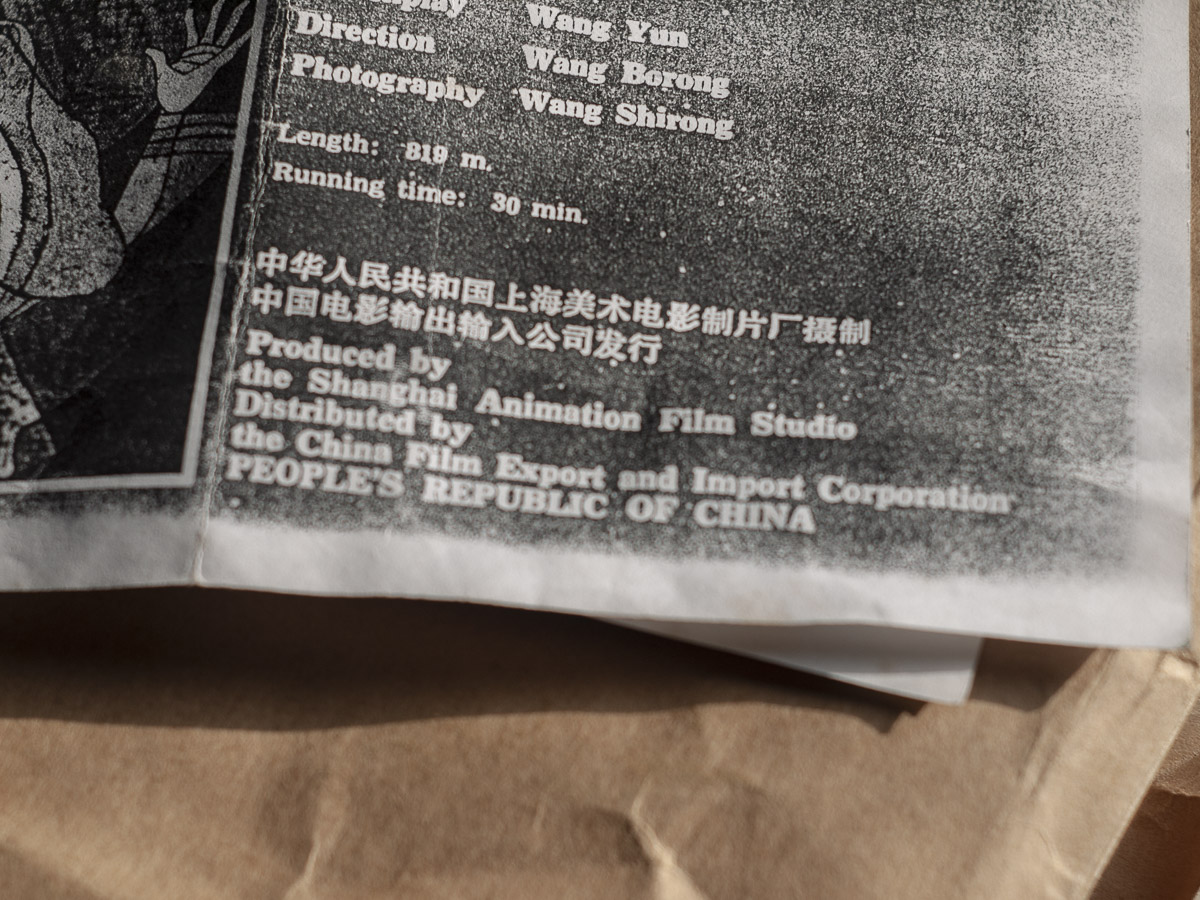 Wang Yun
Direction Wang Borong
Photography Wang Shirong
Length: 819 m.
Running time: 30 min.
中华人民共和国上海美术电影制片厂摄制
中国电影输出输入公司发行
Produced by
the Shanghai Animation Film Studio
Distributed by
the China Film Export and Import Corporation
PEOPLE'S REPUBLIC OF CHINA